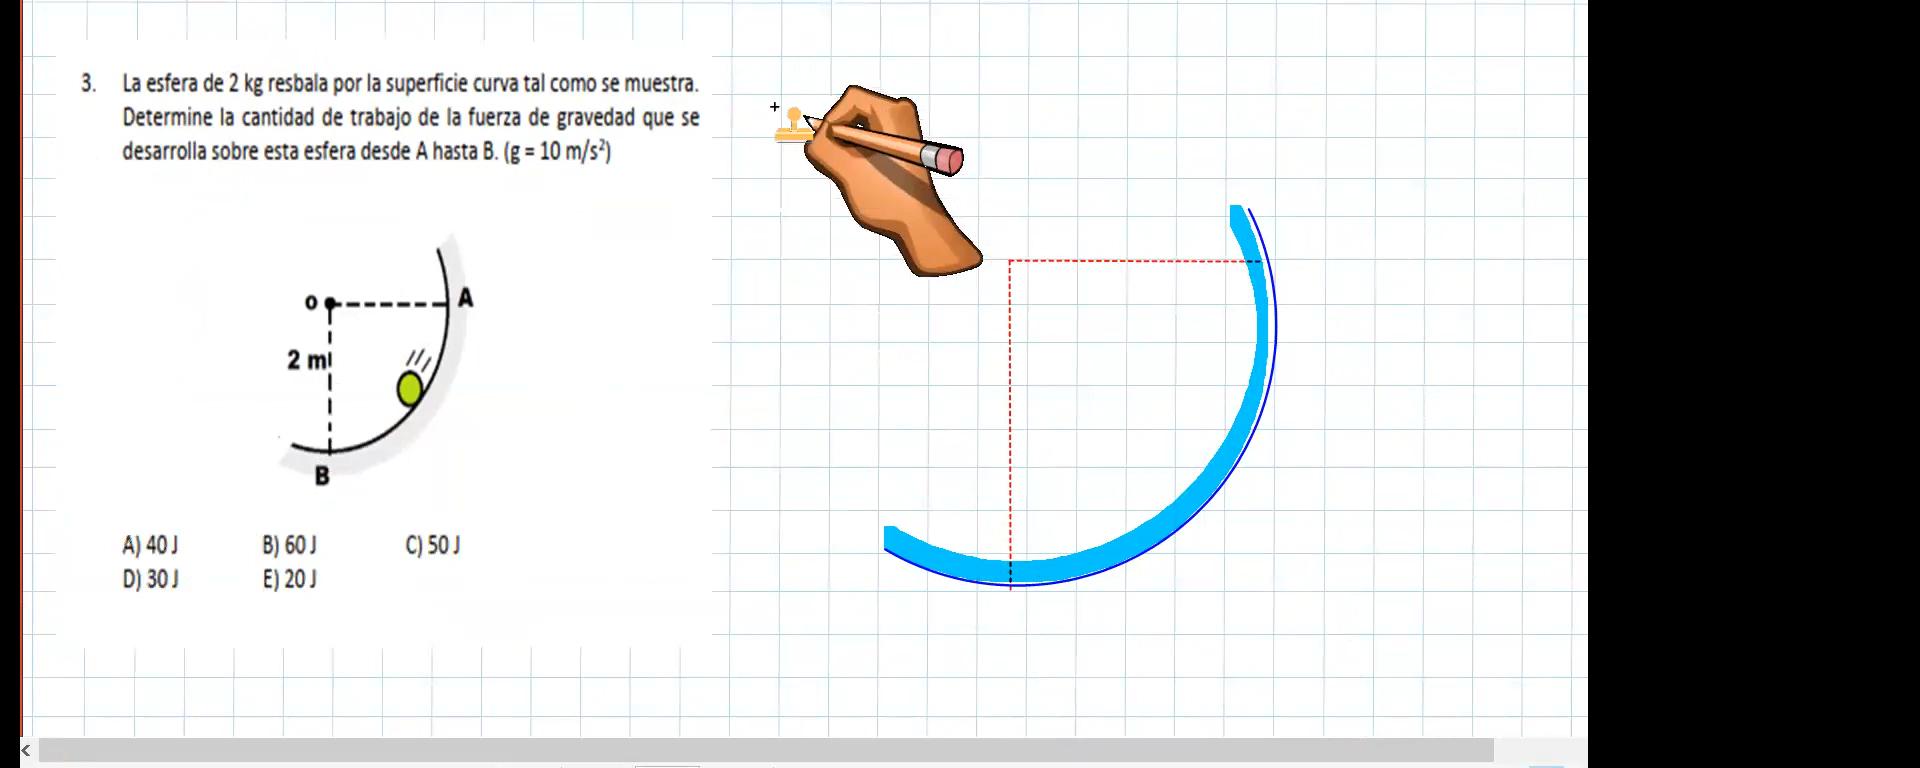 3. La esfera de 2 kg resbala por la superficie curva tal como se muestra.
Determine la cantidad de trabajo de la fuerza de gravedad que se
desarrolla sobre esta esfera desde A hasta B. (g = 10 m/s²)
o A
2 m
B
A) 40 J B) 60 J C) 50 J
D) 30 J E) 20 J